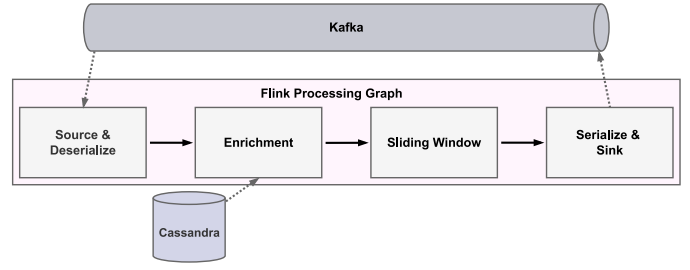 Kafka
Flink Processing Graph
Source &
Deserialize
Enrichment
Sliding Window
Serialize &
Sink
Cassandra